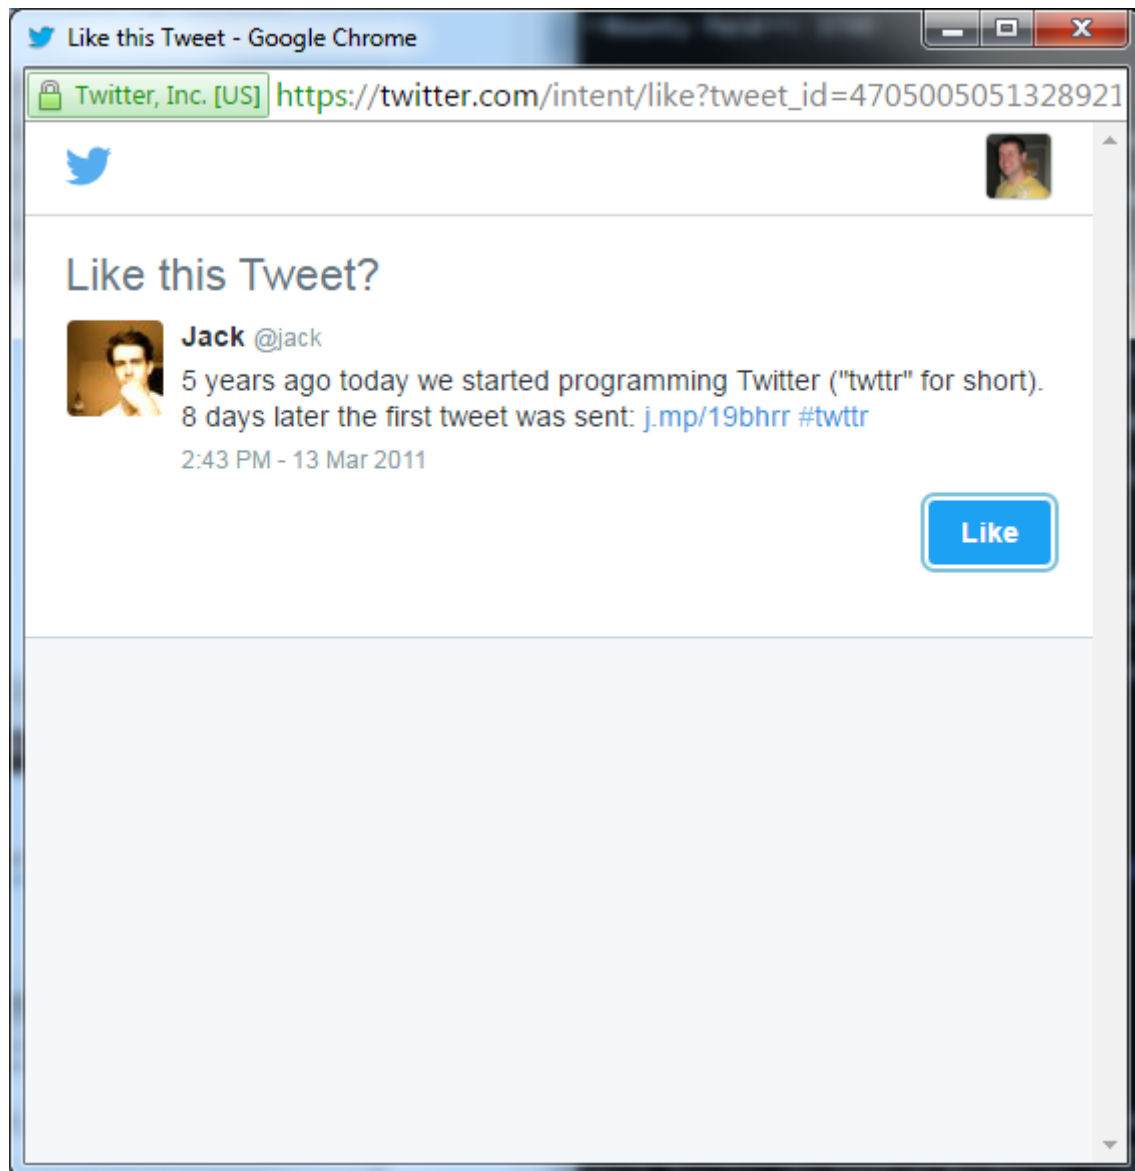 Like this Tweet - Google Chrome
Twitter, Inc. [US] https://twitter.com/intent/like?tweet_id=4705005051328921
Like this Tweet?
Jack @jack
5 years ago today we started programming Twitter ("twttr" for short).
8 days later the first tweet was sent: j.mp/19bhrr #twttr
2:43 PM - 13 Mar 2011
Like